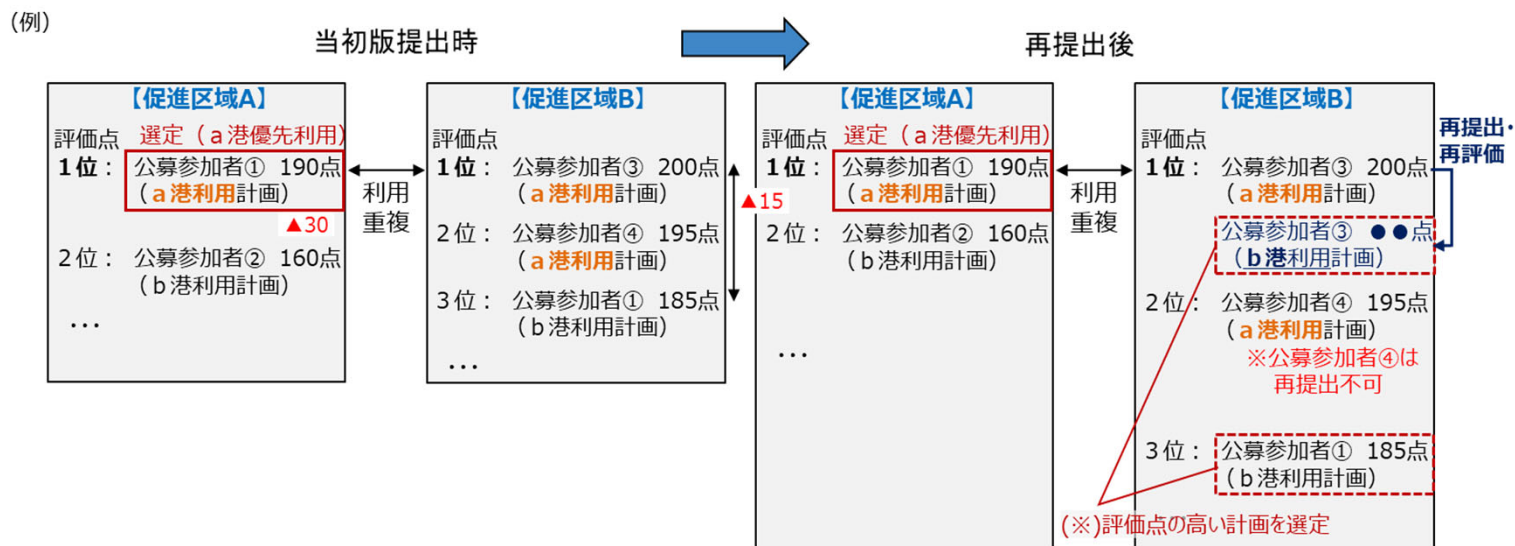 (例)
当初版提出時
再提出後
【促進区域A】
評価点
選定（a港優先利用）
1位：
公募参加者① 190点
（a港利用計画）
▲30
2位：
公募参加者② 160点
（b港利用計画）
…
利用
重複
【促進区域B】
評価点
1位：
公募参加者③ 200点
（a港利用計画）
2位：
公募参加者④ 195点
（a港利用計画）
3位：
公募参加者① 185点
（b港利用計画）
…
▲15
【促進区域A】
評価点
選定（a港優先利用）
1位：
公募参加者① 190点
（a港利用計画）
2位：
公募参加者② 160点
（b港利用計画）
…
利用
重複
【促進区域B】
評価点
1位：
公募参加者③ 200点
（a港利用計画）
再提出・
再評価
公募参加者③ ●●点
（b港利用計画）
2位：
公募参加者④ 195点
（a港利用計画）
※公募参加者④は
再提出不可
3位：
公募参加者① 185点
（b港利用計画）
(※)評価点の高い計画を選定